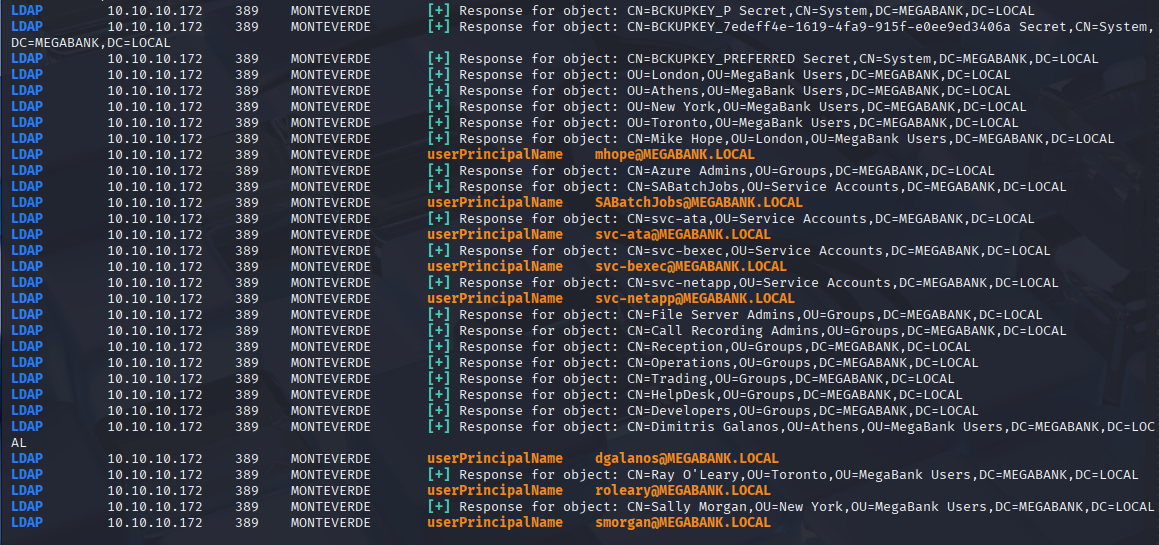 LDAP 10.10.10.172 389 MONTEVERDE [+] Response for object: CN=BCKUPKEY_P Secret,CN=System,DC=MEGABANK,DC=LOCAL
LDAP 10.10.10.172 389 MONTEVERDE [+] Response for object: CN=BCKUPKEY_7edeff4e-1619-4fa9-915f-e0ee9ed3406a Secret,CN=System,
DC=MEGABANK,DC=LOCAL
LDAP 10.10.10.172 389 MONTEVERDE [+] Response for object: CN=BCKUPKEY_PREFERRED Secret,CN=System,DC=MEGABANK,DC=LOCAL
LDAP 10.10.10.172 389 MONTEVERDE [+] Response for object: OU=London,OU=MegaBank Users,DC=MEGABANK,DC=LOCAL
LDAP 10.10.10.172 389 MONTEVERDE [+] Response for object: OU=Athens,OU=MegaBank Users,DC=MEGABANK,DC=LOCAL
LDAP 10.10.10.172 389 MONTEVERDE [+] Response for object: OU=New York,OU=MegaBank Users,DC=MEGABANK,DC=LOCAL
LDAP 10.10.10.172 389 MONTEVERDE [+] Response for object: OU=Toronto,OU=MegaBank Users,DC=MEGABANK,DC=LOCAL
LDAP 10.10.10.172 389 MONTEVERDE [+] Response for object: CN=Mike Hope,OU=London,OU=MegaBank Users,DC=MEGABANK,DC=LOCAL
LDAP 10.10.10.172 389 MONTEVERDE userPrincipalName mhope@MEGABANK.LOCAL
LDAP 10.10.10.172 389 MONTEVERDE [+] Response for object: CN=Azure Admins,OU=Groups,DC=MEGABANK,DC=LOCAL
LDAP 10.10.10.172 389 MONTEVERDE [+] Response for object: CN=SABatchJobs,OU=Service Accounts,DC=MEGABANK,DC=LOCAL
LDAP 10.10.10.172 389 MONTEVERDE userPrincipalName SABatchJobs@MEGABANK.LOCAL
LDAP 10.10.10.172 389 MONTEVERDE [+] Response for object: CN=svc-ata,OU=Service Accounts,DC=MEGABANK,DC=LOCAL
LDAP 10.10.10.172 389 MONTEVERDE userPrincipalName svc-ata@MEGABANK.LOCAL
LDAP 10.10.10.172 389 MONTEVERDE [+] Response for object: CN=svc-bexec,OU=Service Accounts,DC=MEGABANK,DC=LOCAL
LDAP 10.10.10.172 389 MONTEVERDE userPrincipalName svc-bexec@MEGABANK.LOCAL
LDAP 10.10.10.172 389 MONTEVERDE [+] Response for object: CN=svc-netapp,OU=Service Accounts,DC=MEGABANK,DC=LOCAL
LDAP 10.10.10.172 389 MONTEVERDE userPrincipalName svc-netapp@MEGABANK.LOCAL
LDAP 10.10.10.172 389 MONTEVERDE [+] Response for object: CN=File Server Admins,OU=Groups,DC=MEGABANK,DC=LOCAL
LDAP 10.10.10.172 389 MONTEVERDE [+] Response for object: CN=Call Recording Admins,OU=Groups,DC=MEGABANK,DC=LOCAL
LDAP 10.10.10.172 389 MONTEVERDE [+] Response for object: CN=Reception,OU=Groups,DC=MEGABANK,DC=LOCAL
LDAP 10.10.10.172 389 MONTEVERDE [+] Response for object: CN=Operations,OU=Groups,DC=MEGABANK,DC=LOCAL
LDAP 10.10.10.172 389 MONTEVERDE [+] Response for object: CN=Trading,OU=Groups,DC=MEGABANK,DC=LOCAL
LDAP 10.10.10.172 389 MONTEVERDE [+] Response for object: CN=HelpDesk,OU=Groups,DC=MEGABANK,DC=LOCAL
LDAP 10.10.10.172 389 MONTEVERDE [+] Response for object: CN=Developers,OU=Groups,DC=MEGABANK,DC=LOCAL
LDAP 10.10.10.172 389 MONTEVERDE [+] Response for object: CN=Dimitris Galanos,OU=Athens,OU=MegaBank Users,DC=MEGABANK,DC=LOC
AL
LDAP 10.10.10.172 389 MONTEVERDE userPrincipalName dgalanos@MEGABANK.LOCAL
LDAP 10.10.10.172 389 MONTEVERDE [+] Response for object: CN=Ray O'Leary,OU=Toronto,OU=MegaBank Users,DC=MEGABANK,DC=LOCAL
LDAP 10.10.10.172 389 MONTEVERDE userPrincipalName roleary@MEGABANK.LOCAL
LDAP 10.10.10.172 389 MONTEVERDE [+] Response for object: CN=Sally Morgan,OU=New York,OU=MegaBank Users,DC=MEGABANK,DC=LOCAL
LDAP 10.10.10.172 389 MONTEVERDE userPrincipalName smorgan@MEGABANK.LOCAL